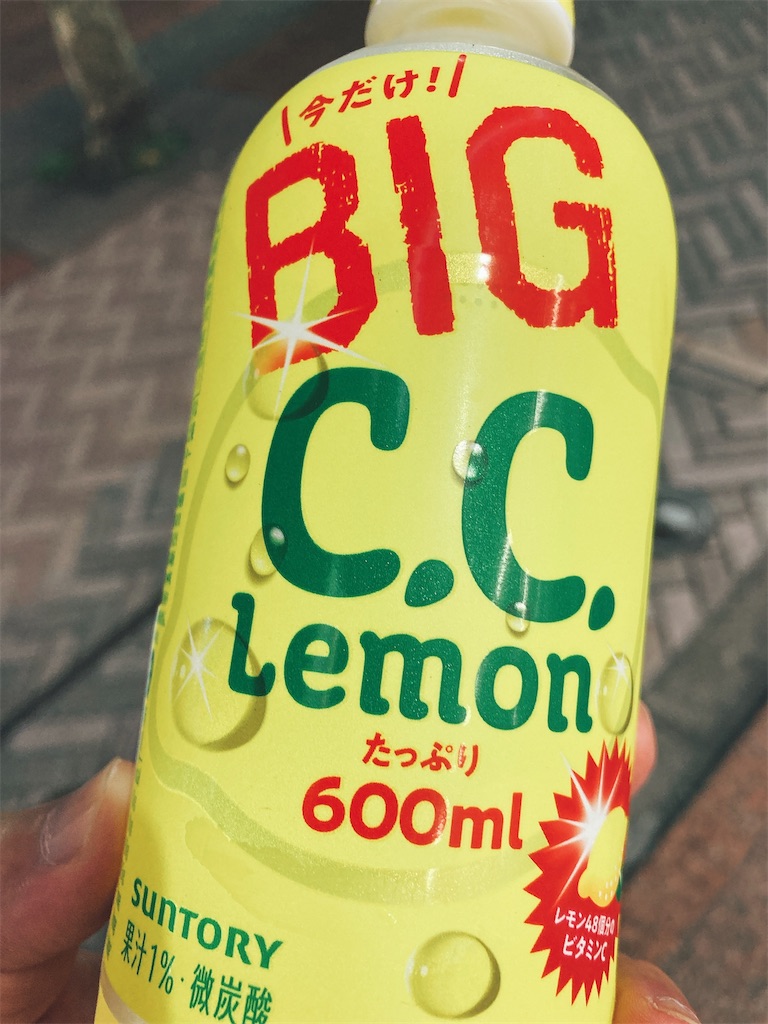 今だけ!
BIG
C.C.
Lemon
たっぷり
600ml
レモン48個分の
ビタミンC
SUNTORY
果汁1%・微炭酸